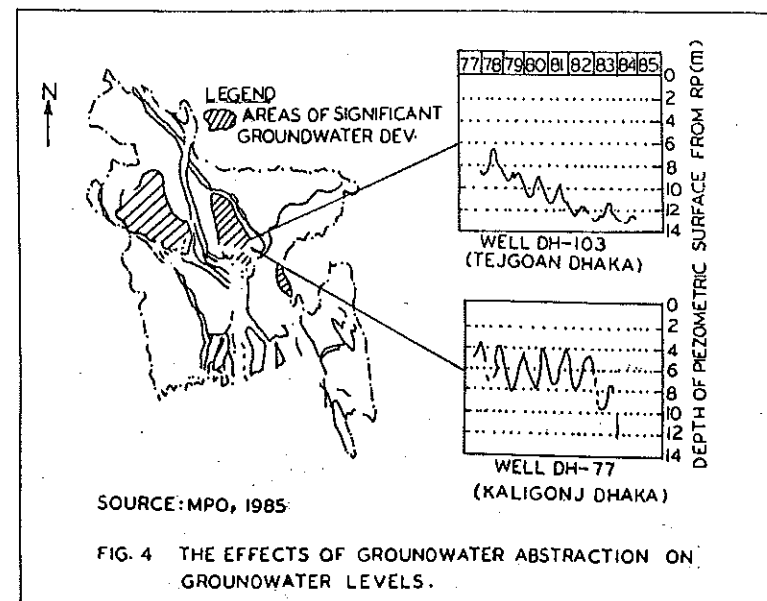 N
LEGEND
AREAS OF SIGNIFICANT
GROUNDWATER DEV.
77 78 79 80 81 82 83 84 85
0
2
4
6
8
10
12
14
WELL DH-103
(TEJGOAN DHAKA)
0
2
4
6
8
10
12
14
WELL DH-77
(KALIGONJ DHAKA)
DEPTH OF PIEZOMETRIC SURFACE FROM RP(m)
SOURCE: MPO, 1985
FIG. 4 THE EFFECTS OF GROUNDWATER ABSTRACTION ON
GROUNDWATER LEVELS.